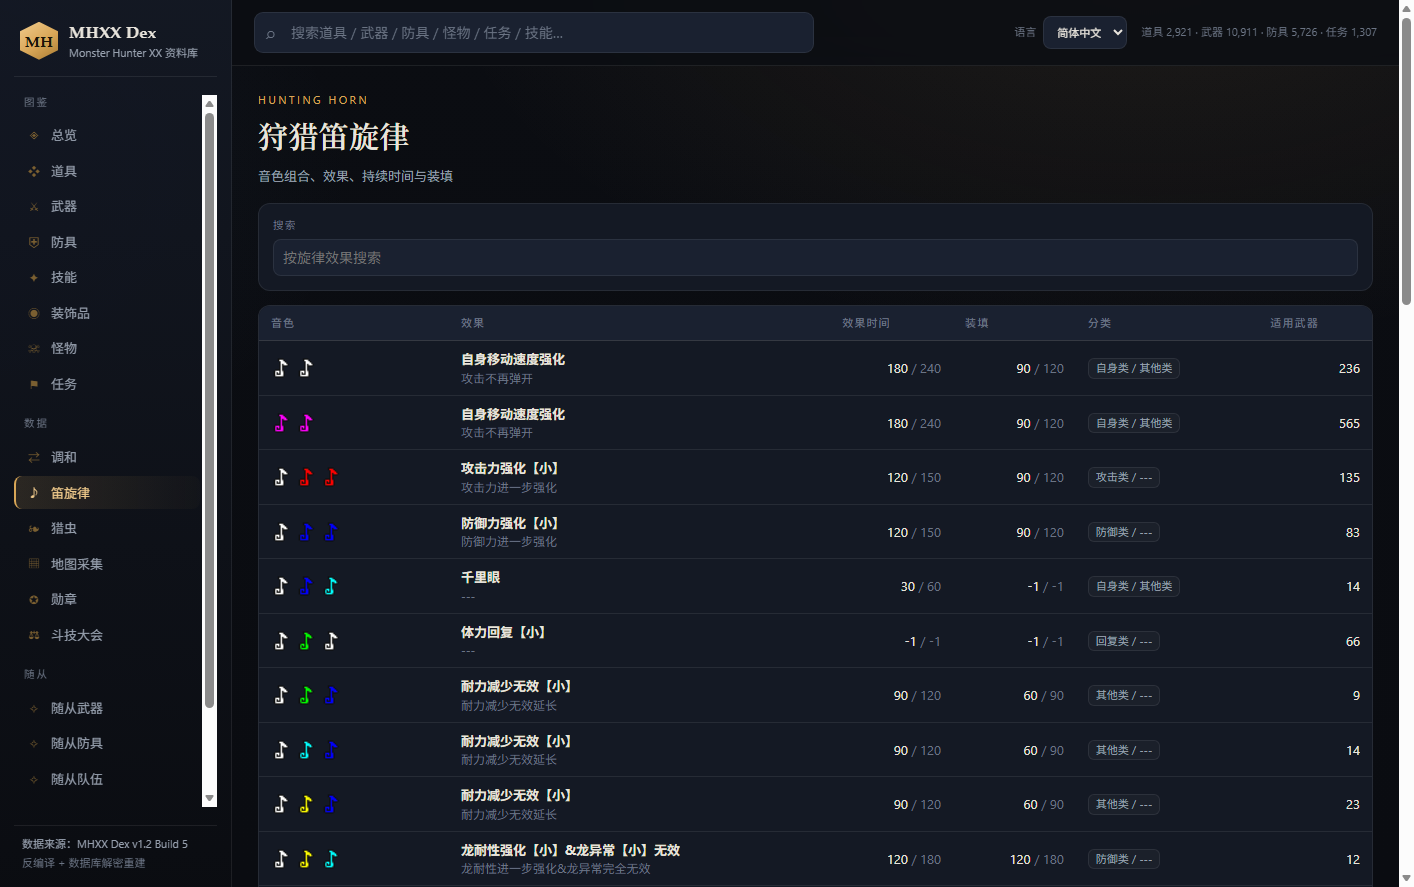 MH
MHXX Dex
Monster Hunter XX 资料库
图鉴
总览
道具
武器
防具
技能
装饰品
怪物
任务
数据
调和
笛旋律
猎虫
地图采集
勋章
斗技大会
随从
随从武器
随从防具
随从队伍
数据来源：MHXX Dex v1.2 Build 5
反编译 + 数据库解密重建
搜索道具 / 武器 / 防具 / 怪物 / 任务 / 技能...
语言 简体中文 道具 2,921 · 武器 10,911 · 防具 5,726 · 任务 1,307
HUNTING HORN
狩猎笛旋律
音色组合、效果、持续时间与装填
搜索
按旋律效果搜索
音色 效果 效果时间 装填 分类 适用武器
自身移动速度强化
攻击不再弹开
180 / 240 90 / 120 自身类 / 其他类 236
自身移动速度强化
攻击不再弹开
180 / 240 90 / 120 自身类 / 其他类 565
攻击力强化【小】
攻击力进一步强化
120 / 150 90 / 120 攻击类 / --- 135
防御力强化【小】
防御力进一步强化
120 / 150 90 / 120 防御类 / --- 83
千里眼
---
30 / 60 -1 / -1 自身类 / 其他类 14
体力回复【小】
---
-1 / -1 -1 / -1 回复类 / --- 66
耐力减少无效【小】
耐力减少无效延长
90 / 120 60 / 90 其他类 / --- 9
耐力减少无效【小】
耐力减少无效延长
90 / 120 60 / 90 其他类 / --- 14
耐力减少无效【小】
耐力减少无效延长
90 / 120 60 / 90 其他类 / --- 23
龙耐性强化【小】&龙异常【小】无效
龙耐性进一步强化&龙异常完全无效
120 / 180 120 / 180 防御类 / --- 12